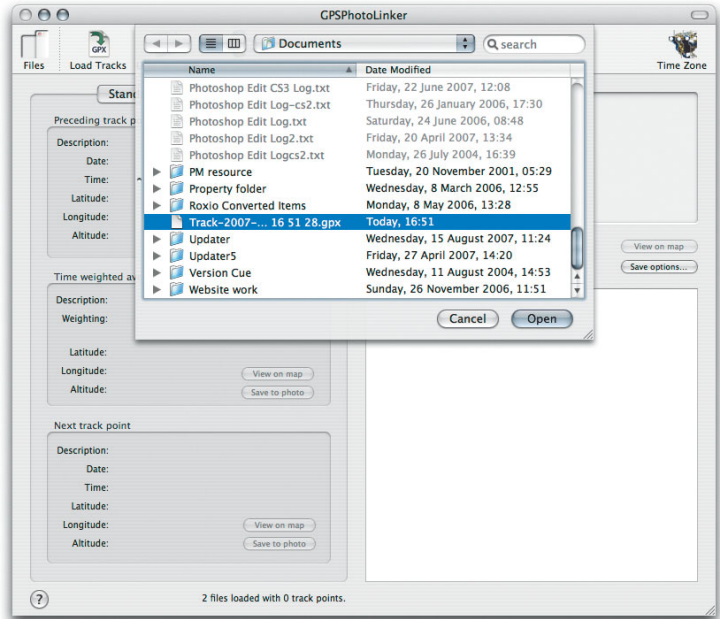 GPSPhotoLinker
Files
GPX
Load Tracks
Documents
search
Time Zone
Name Date Modified
Photoshop Edit CS3 Log.txt Friday, 22 June 2007, 12:08
Photoshop Edit Log-cs2.txt Thursday, 26 January 2006, 17:30
Photoshop Edit Log.txt Saturday, 24 June 2006, 08:48
Photoshop Edit Log2.txt Friday, 20 April 2007, 13:34
Photoshop Edit Logcs2.txt Monday, 26 July 2004, 16:39
PM resource Tuesday, 20 November 2001, 05:29
Property folder Wednesday, 8 March 2006, 12:55
Roxio Converted Items Monday, 8 May 2006, 13:28
Track-2007-... 16 51 28.gpx Today, 16:51
Updater Wednesday, 15 August 2007, 11:24
Updater5 Friday, 27 April 2007, 14:20
Version Cue Wednesday, 11 August 2004, 14:53
Website work Sunday, 26 November 2006, 11:51
Cancel Open
Stan
Preceding track p
Description:
Date:
Time:
Latitude:
Longitude:
Altitude:
View on map
Save options...
Time weighted av
Description:
Weighting:
Latitude:
Longitude: View on map
Altitude: Save to photo
Next track point
Description:
Date:
Time:
Latitude:
Longitude: View on map
Altitude: Save to photo
? 2 files loaded with 0 track points.